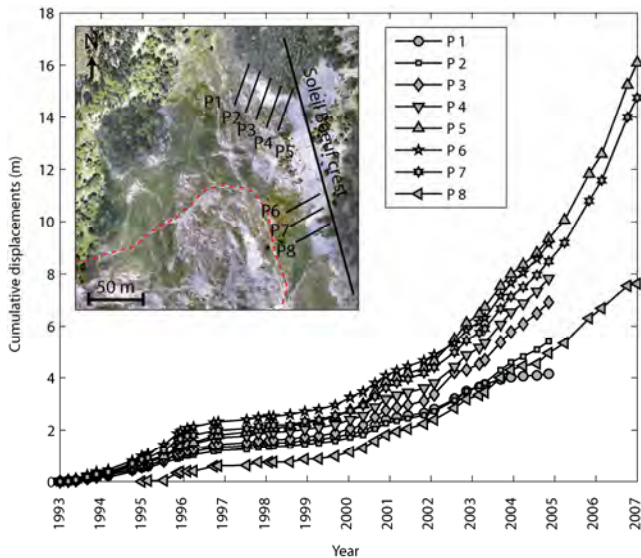 Cumulative displacements (m)
18
16
14
12
10
8
6
4
2
0
N
P1
P2
P3
P4
P5
P6
P7
P8
Soleil Boeuf crest
50 m
P 1
P 2
P 3
P 4
P 5
P 6
P 7
P 8
1993
1994
1995
1996
1997
1998
1999
2000
2001
2002
2003
2004
2005
2006
2007
Year